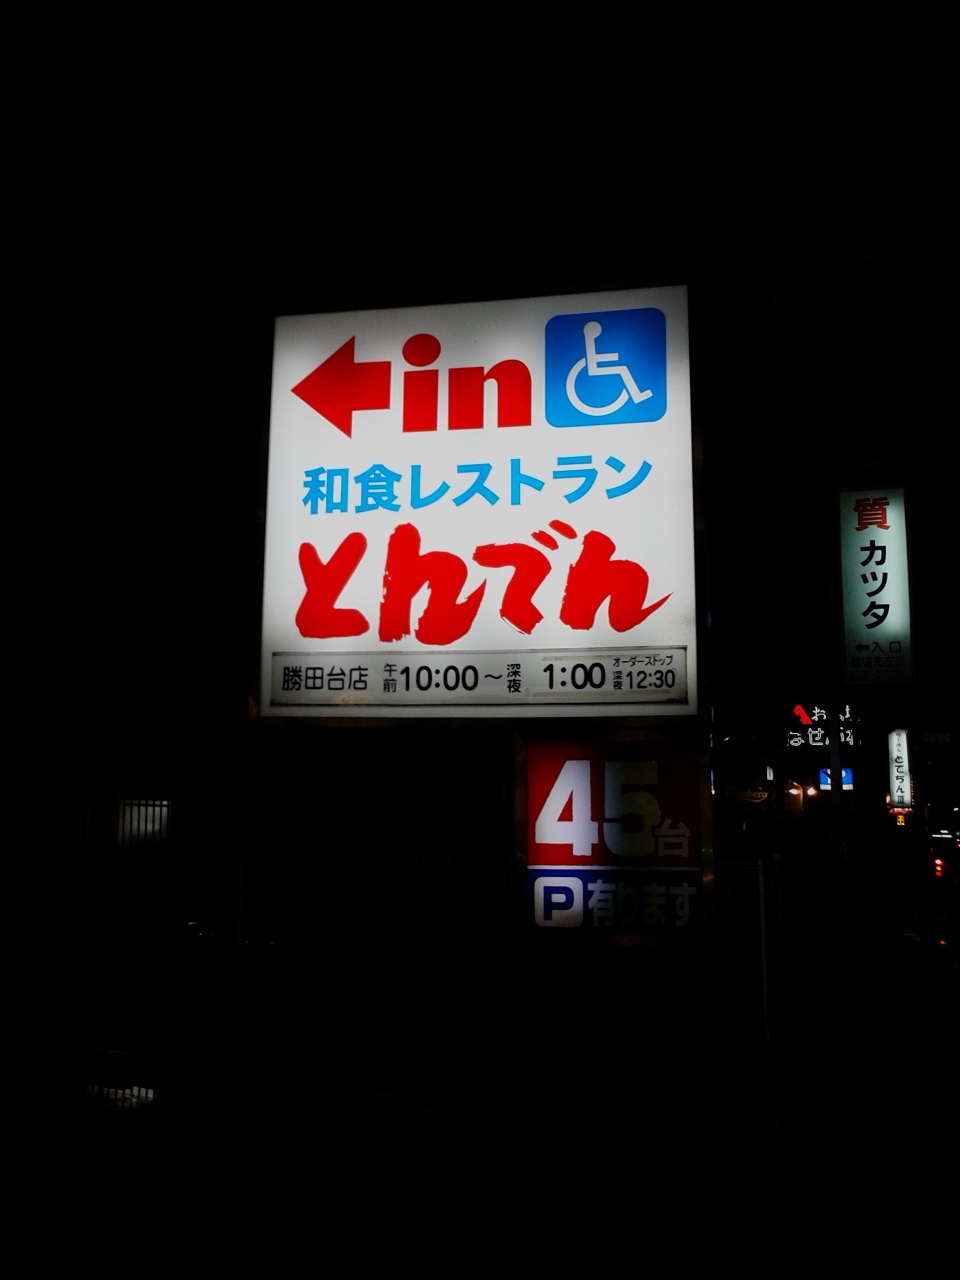 in
和食レストラン
とんでん
勝田台店 午前10:00～深夜1:00 オーダーストップ 深夜12:30
45台
P有ります
質
カツタ
入口